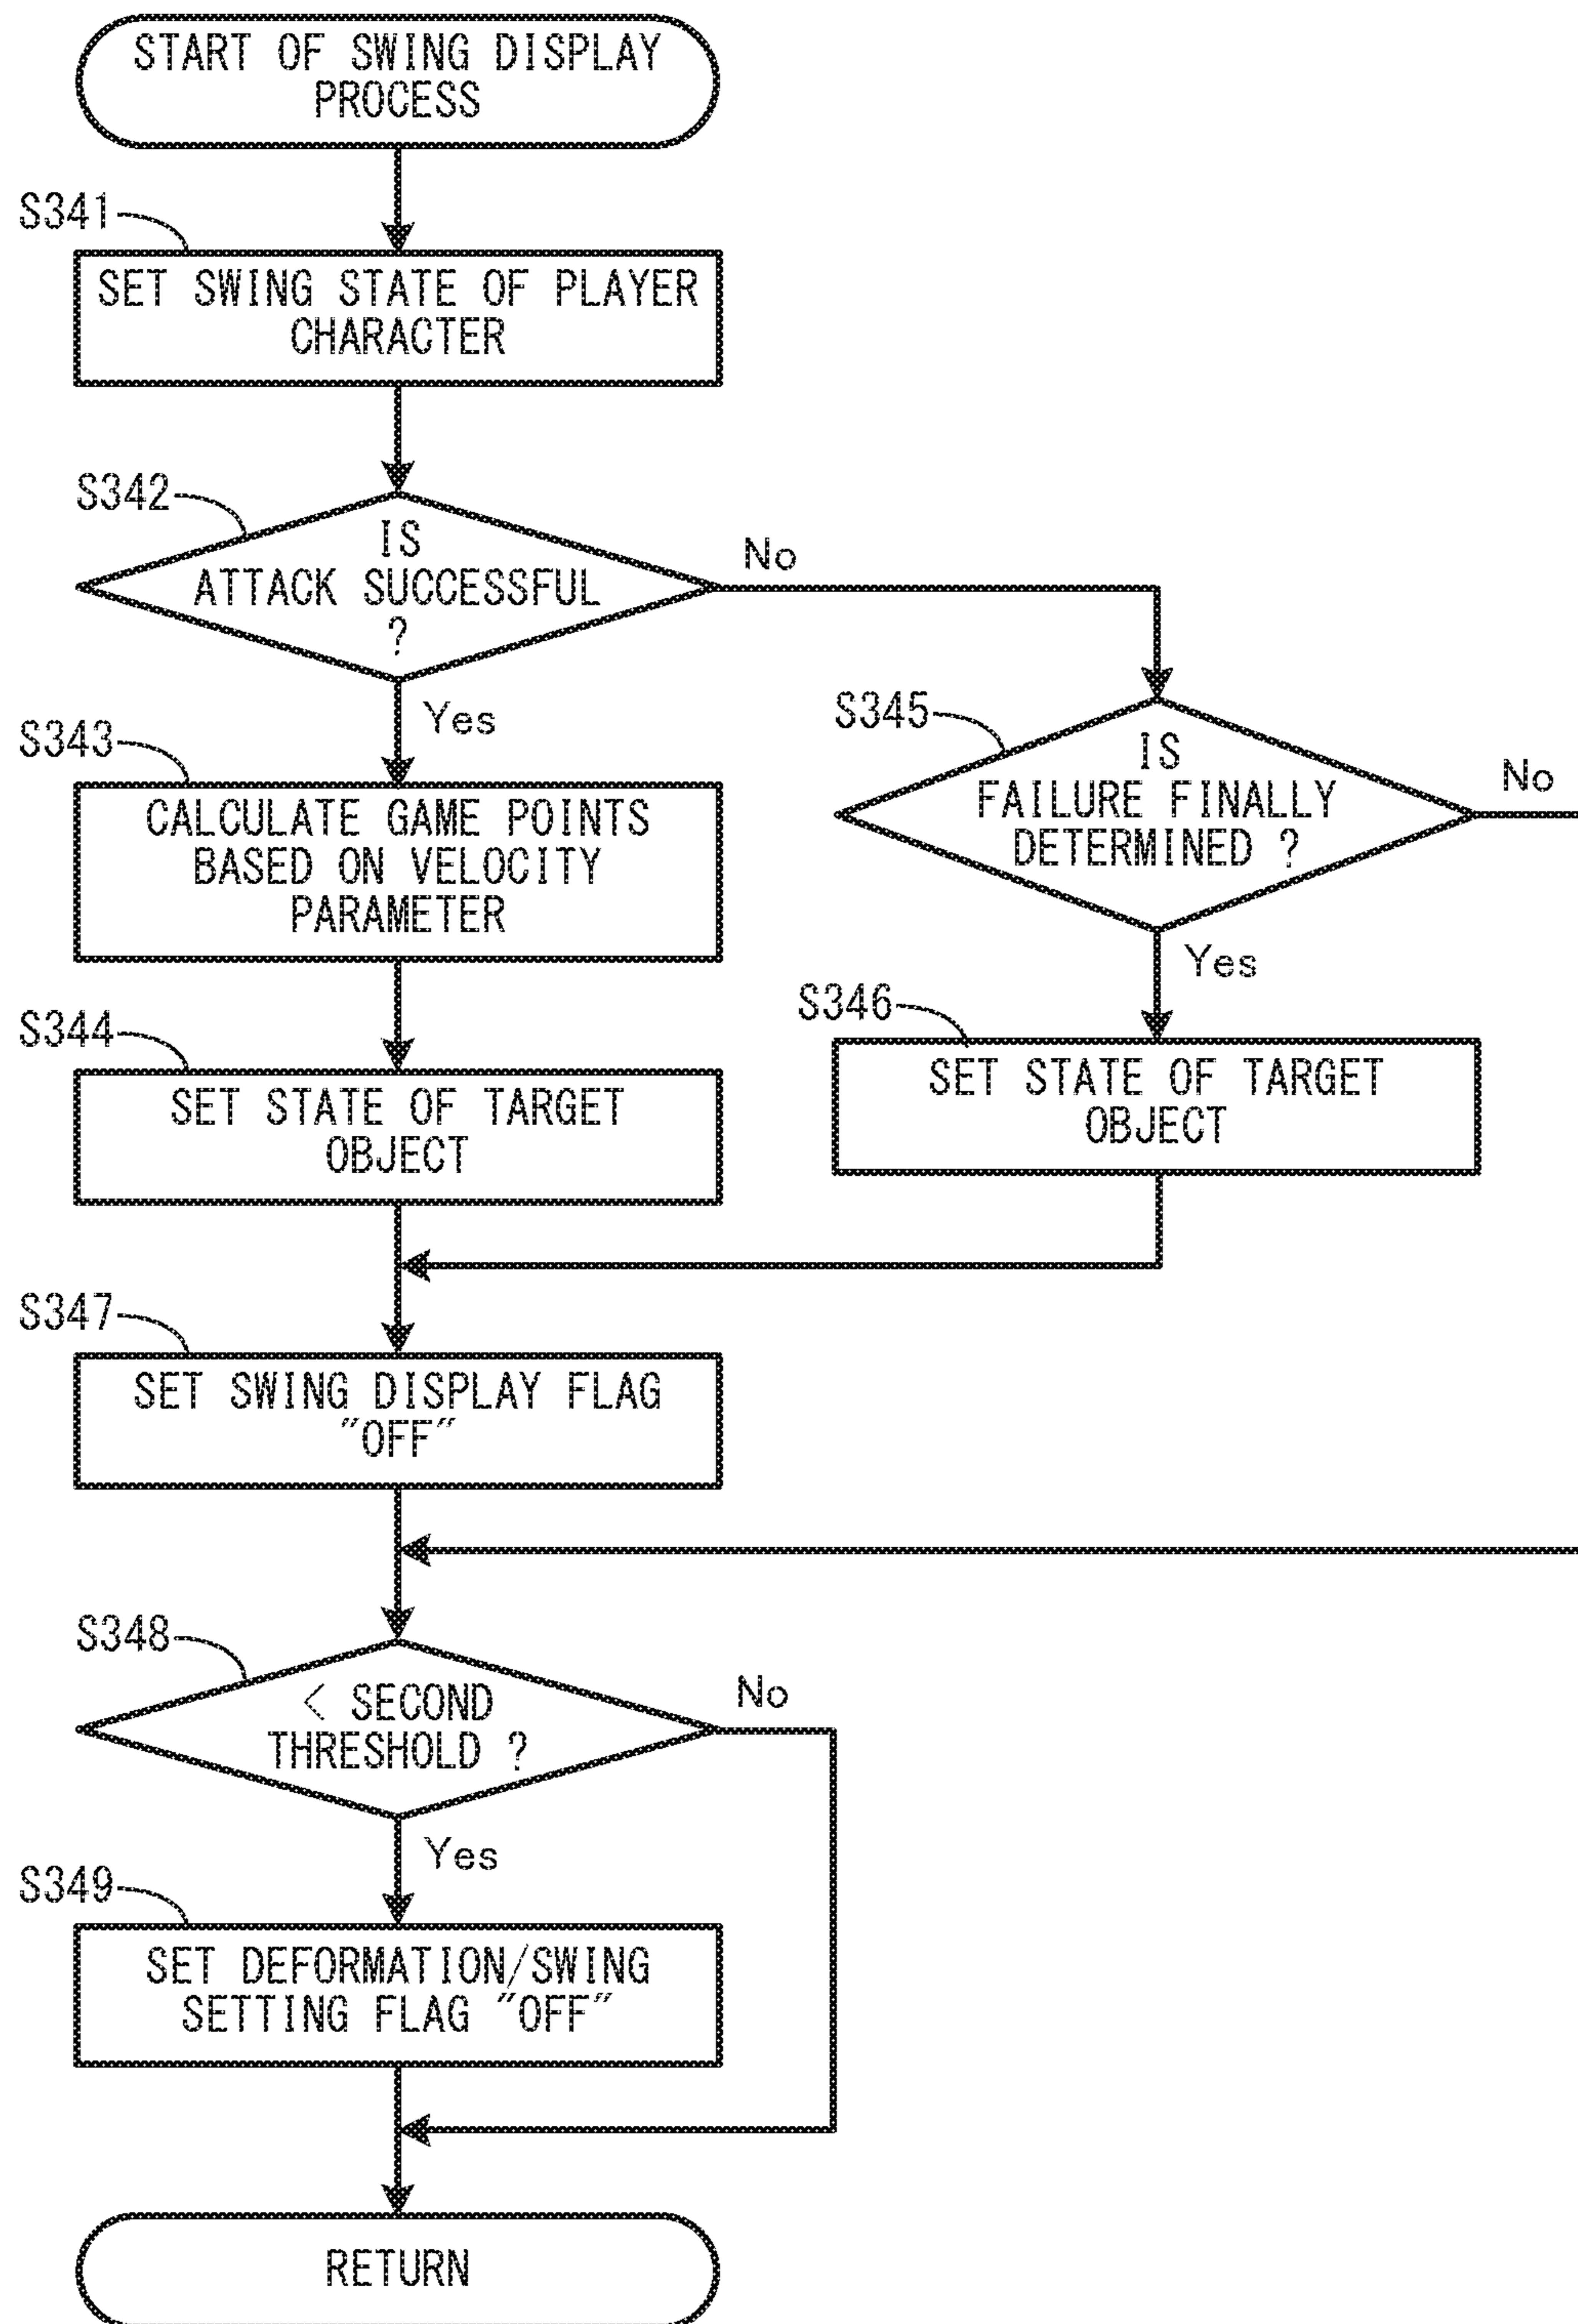 START OF SWING DISPLAY
PROCESS
S341
SET SWING STATE OF PLAYER
CHARACTER
S342
IS
ATTACK SUCCESSFUL
?
No
Yes
S343
CALCULATE GAME POINTS
BASED ON VELOCITY
PARAMETER
S345
IS
FAILURE FINALLY
DETERMINED ?
No
Yes
S344
SET STATE OF TARGET
OBJECT
S346
SET STATE OF TARGET
OBJECT
S347
SET SWING DISPLAY FLAG
"OFF"
S348
< SECOND
THRESHOLD ?
No
Yes
S349
SET DEFORMATION/SWING
SETTING FLAG "OFF"
RETURN